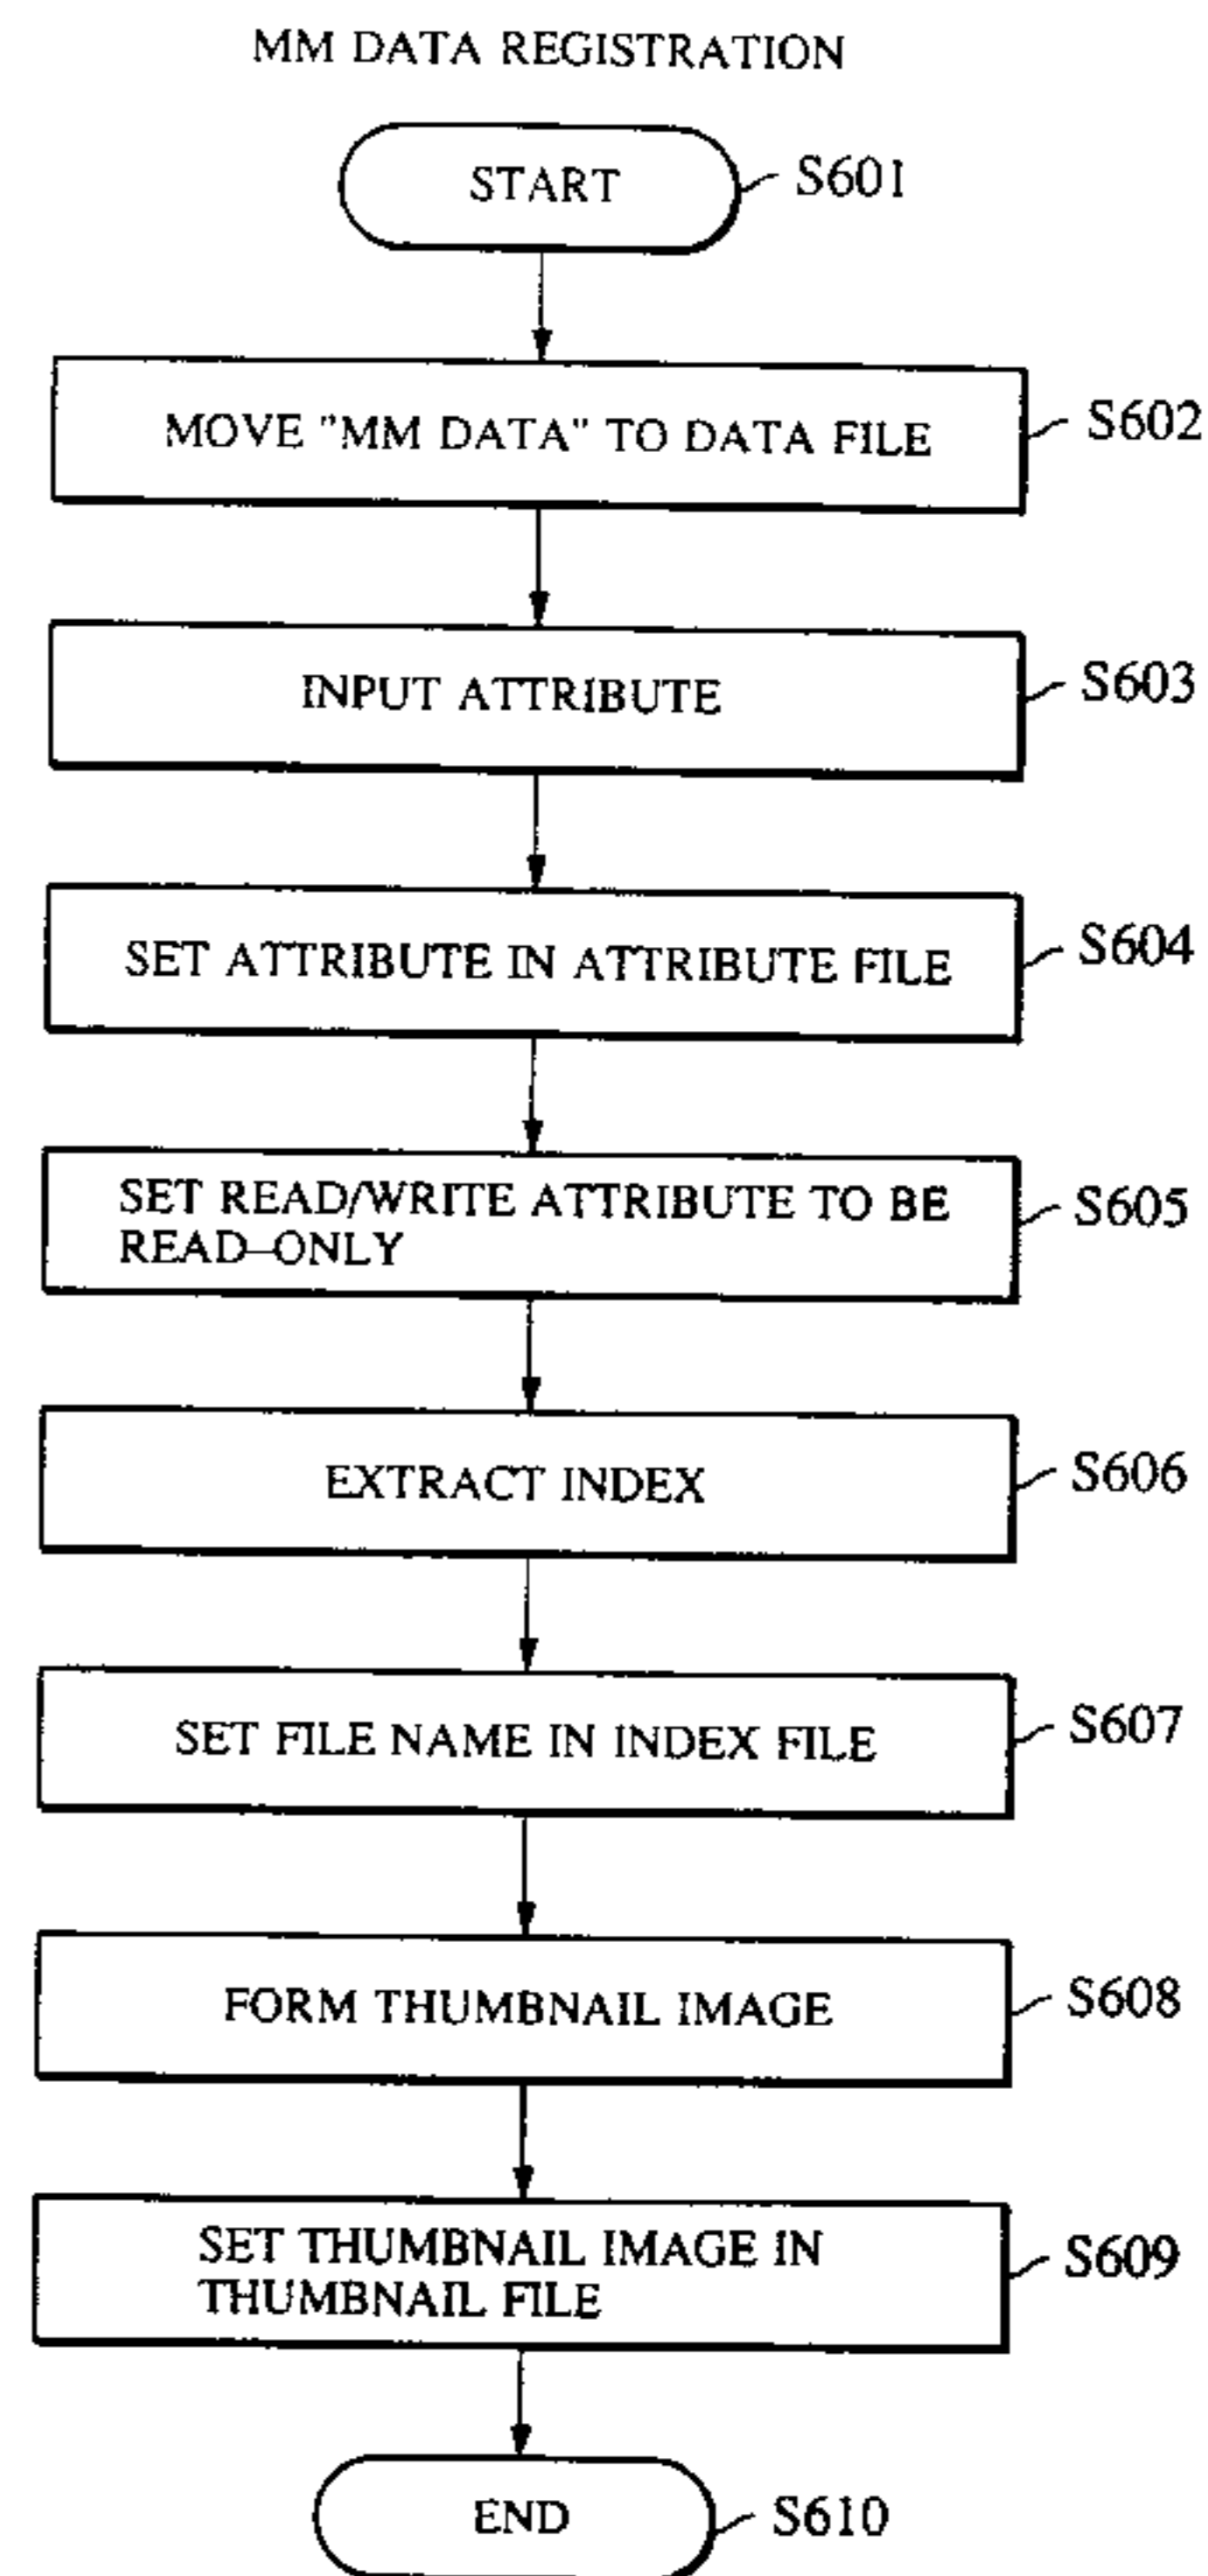 MM DATA REGISTRATION
START
S601
MOVE "MM DATA" TO DATA FILE
S602
INPUT ATTRIBUTE
S603
SET ATTRIBUTE IN ATTRIBUTE FILE
S604
SET READ/WRITE ATTRIBUTE TO BE
READ-ONLY
S605
EXTRACT INDEX
S606
SET FILE NAME IN INDEX FILE
S607
FORM THUMBNAIL IMAGE
S608
SET THUMBNAIL IMAGE IN
THUMBNAIL FILE
S609
END
S610